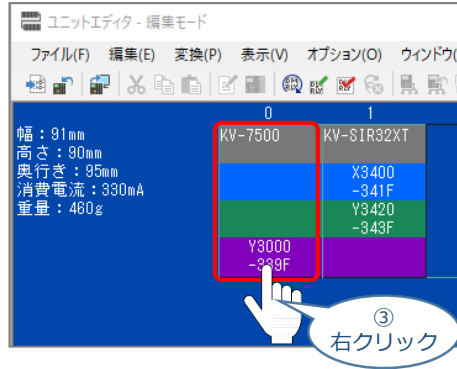 ユニットエディタ - 編集モード
ファイル(F) 編集(E) 変換(P) 表示(V) オプション(O) ウィンドウ(
0 1
幅：91mm
高さ：90mm
奥行き：95mm
消費電流：330mA
重量：460g
KV-7500 KV-SIR32XT
X3400
-341F
Y3420
-343F
Y3000
-339F
③
右クリック